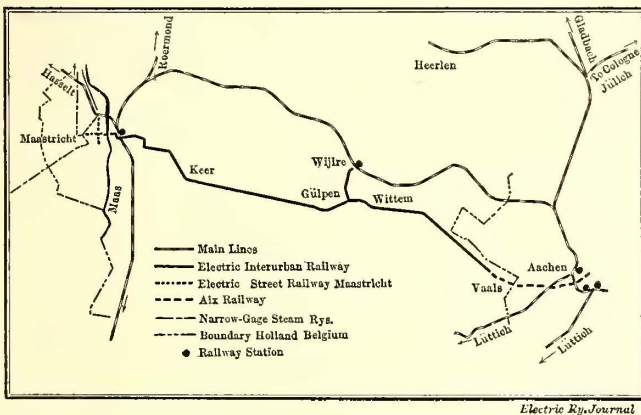 Roermond
Gladbach
To Cologne
Jülich
Heerlen
Hasselt
Maastricht
Wijlre
Keer
Gülpen
Wittem
Maas
Main Lines
Electric Interurban Railway
Electric Street Railway Maastricht
Aix Railway
Narrow-Gage Steam Rys.
Boundary Holland Belgium
Railway Station
Aachen
Vaals
Lüttich
Lüttich
Electric Ry. Journal